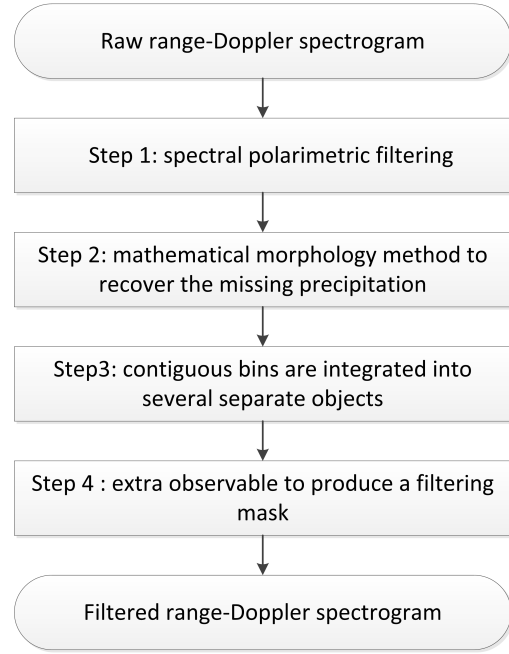 Raw range-Doppler spectrogram
Step 1: spectral polarimetric filtering
Step 2: mathematical morphology method to
recover the missing precipitation
Step3: contiguous bins are integrated into
several separate objects
Step 4 : extra observable to produce a filtering
mask
Filtered range-Doppler spectrogram